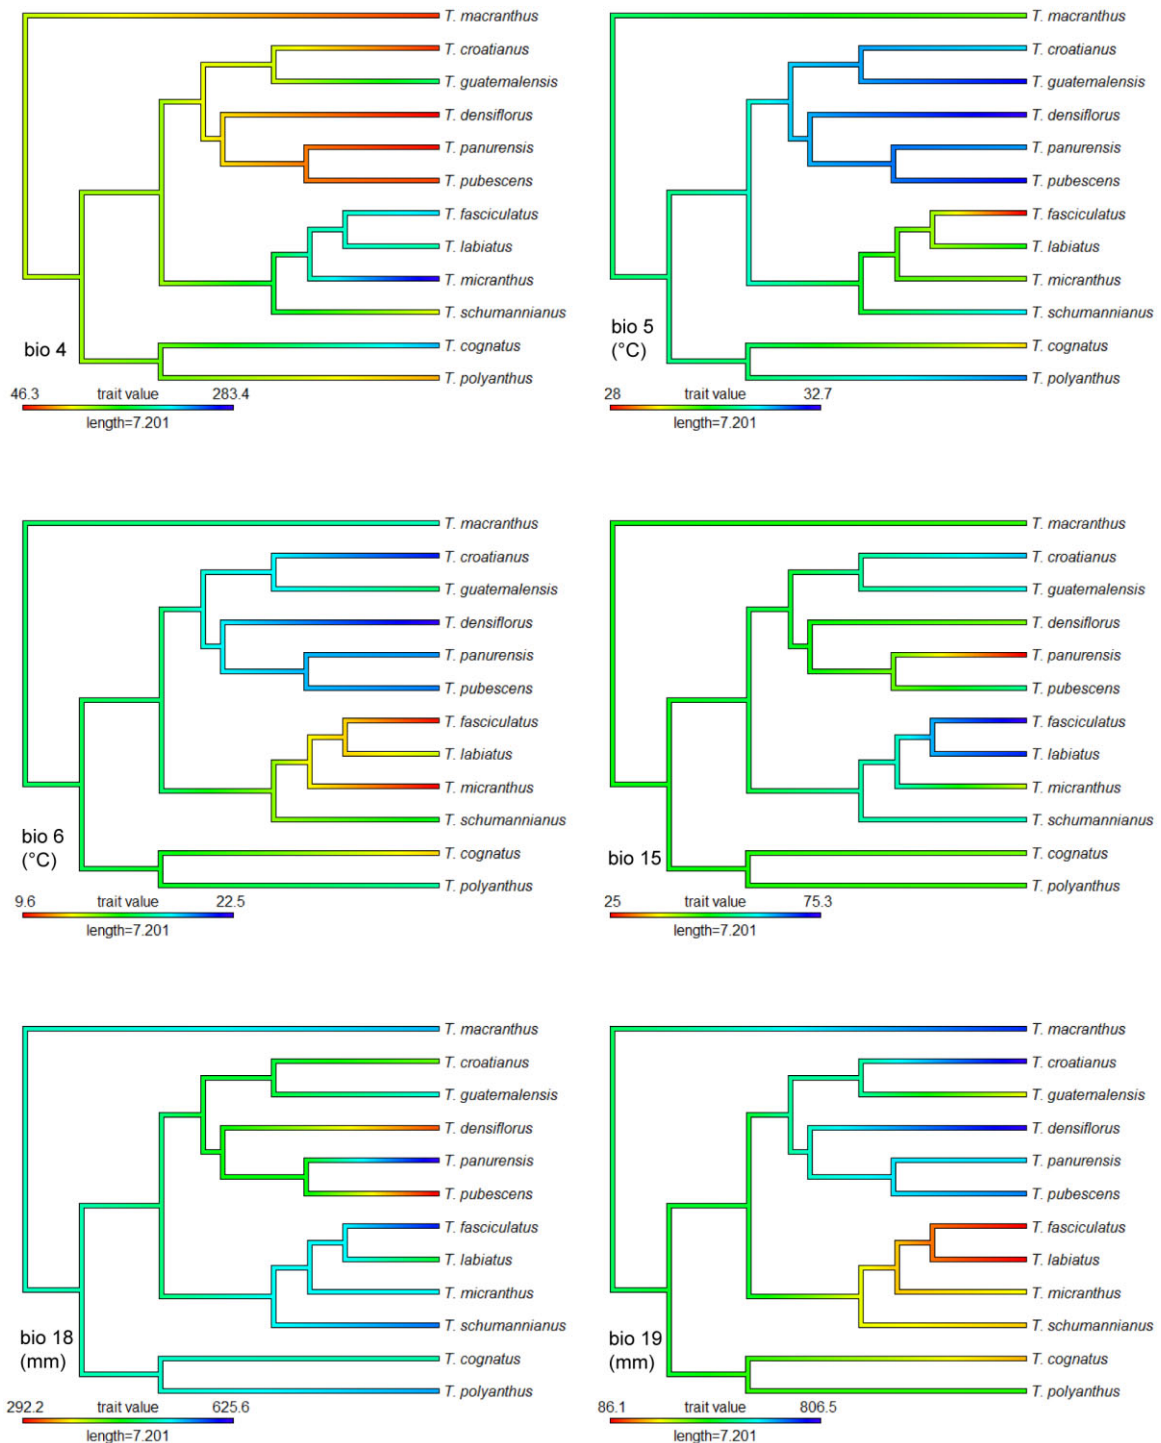 T. macranthus
T. croatianus
T. guatemalensis
T. densiflorus
T. panurensis
T. pubescens
T. fasciculatus
T. labiatus
T. micranthus
T. schumannianus
T. cognatus
T. polyanthus
bio 4
46.3 trait value 283.4
length=7.201
T. macranthus
T. croatianus
T. guatemalensis
T. densiflorus
T. panurensis
T. pubescens
T. fasciculatus
T. labiatus
T. micranthus
T. schumannianus
T. cognatus
T. polyanthus
bio 5
(°C)
28 trait value 32.7
length=7.201
T. macranthus
T. croatianus
T. guatemalensis
T. densiflorus
T. panurensis
T. pubescens
T. fasciculatus
T. labiatus
T. micranthus
T. schumannianus
T. cognatus
T. polyanthus
bio 6
(°C)
9.6 trait value 22.5
length=7.201
T. macranthus
T. croatianus
T. guatemalensis
T. densiflorus
T. panurensis
T. pubescens
T. fasciculatus
T. labiatus
T. micranthus
T. schumannianus
T. cognatus
T. polyanthus
bio 15
25 trait value 75.3
length=7.201
T. macranthus
T. croatianus
T. guatemalensis
T. densiflorus
T. panurensis
T. pubescens
T. fasciculatus
T. labiatus
T. micranthus
T. schumannianus
T. cognatus
T. polyanthus
bio 18
(mm)
292.2 trait value 625.6
length=7.201
T. macranthus
T. croatianus
T. guatemalensis
T. densiflorus
T. panurensis
T. pubescens
T. fasciculatus
T. labiatus
T. micranthus
T. schumannianus
T. cognatus
T. polyanthus
bio 19
(mm)
86.1 trait value 806.5
length=7.201